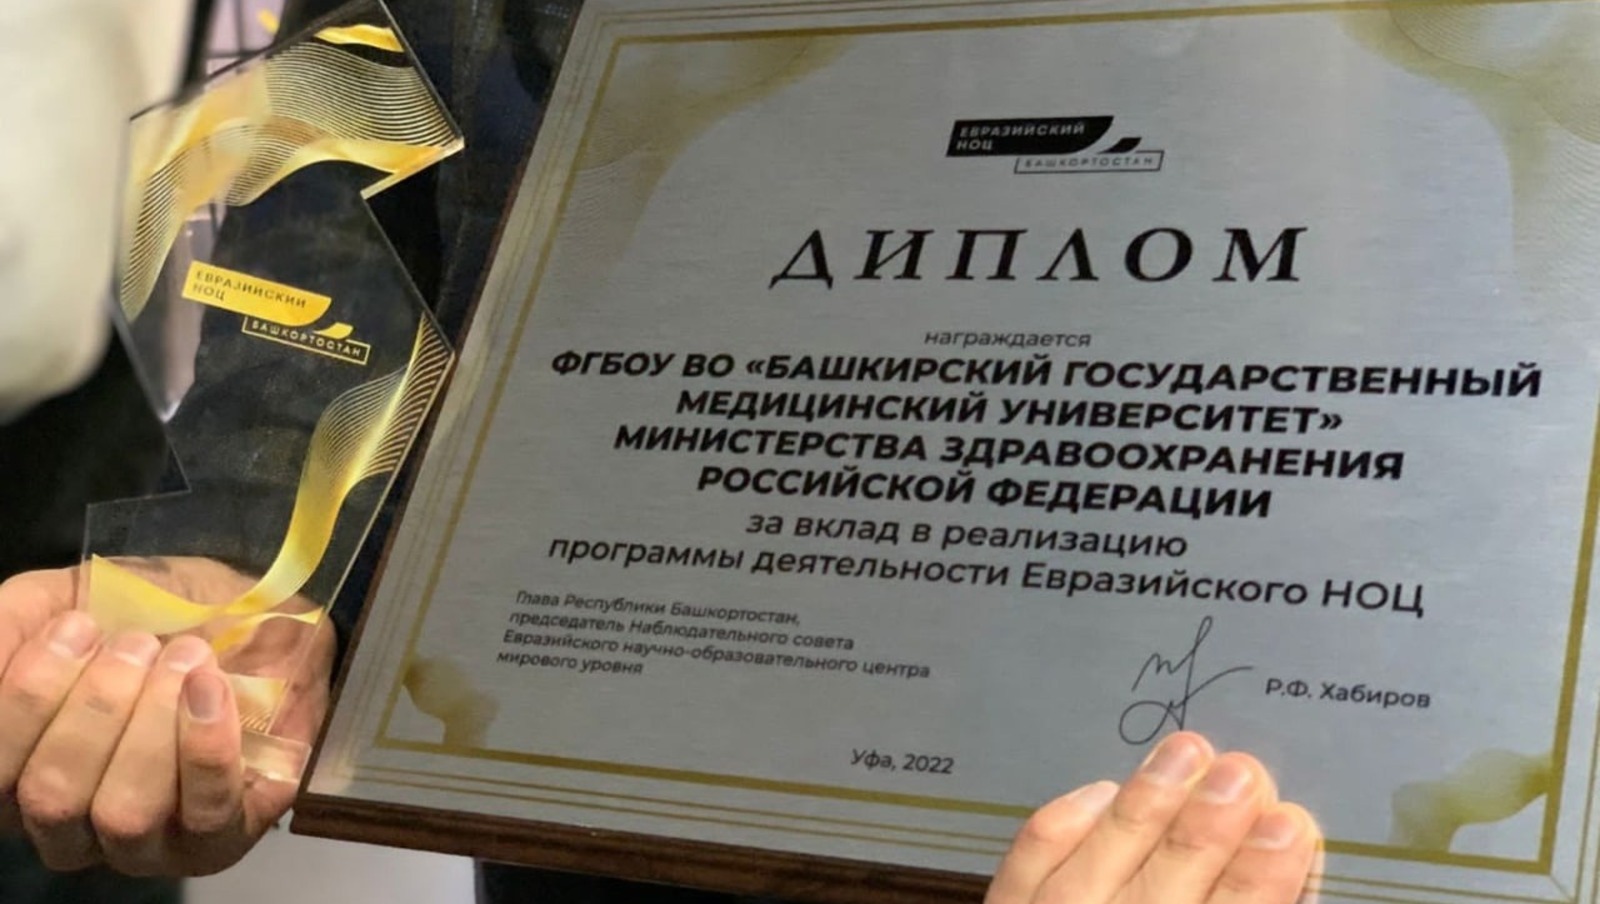 ЕВРАЗИЙСКИЙ
НОЦ
БАШКОРТОСТАН
ЕВРАЗИЙСКИЙ
НОЦ
БАШКОРТОСТАН
ДИПЛОМ
награждается
ФГБОУ ВО «БАШКИРСКИЙ ГОСУДАРСТВЕННЫЙ
МЕДИЦИНСКИЙ УНИВЕРСИТЕТ»
МИНИСТЕРСТВА ЗДРАВООХРАНЕНИЯ
РОССИЙСКОЙ ФЕДЕРАЦИИ
за вклад в реализацию
программы деятельности Евразийского НОЦ
Глава Республики Башкортостан,
председатель Наблюдательного совета
Евразийского научно-образовательного центра
мирового уровня
Р.Ф. Хабиров
Уфа, 2022